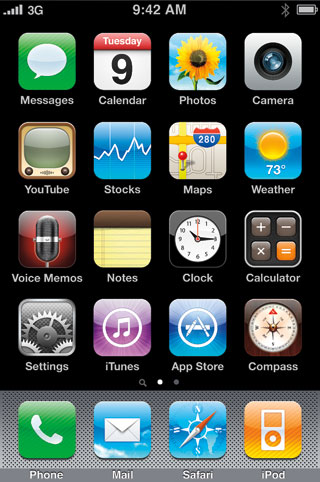 3G 9:42 AM
Tuesday
9
280
73°
Messages Calendar Photos Camera
YouTube Stocks Maps Weather
Voice Memos Notes Clock Calculator
Settings iTunes App Store Compass
Phone Mail Safari iPod